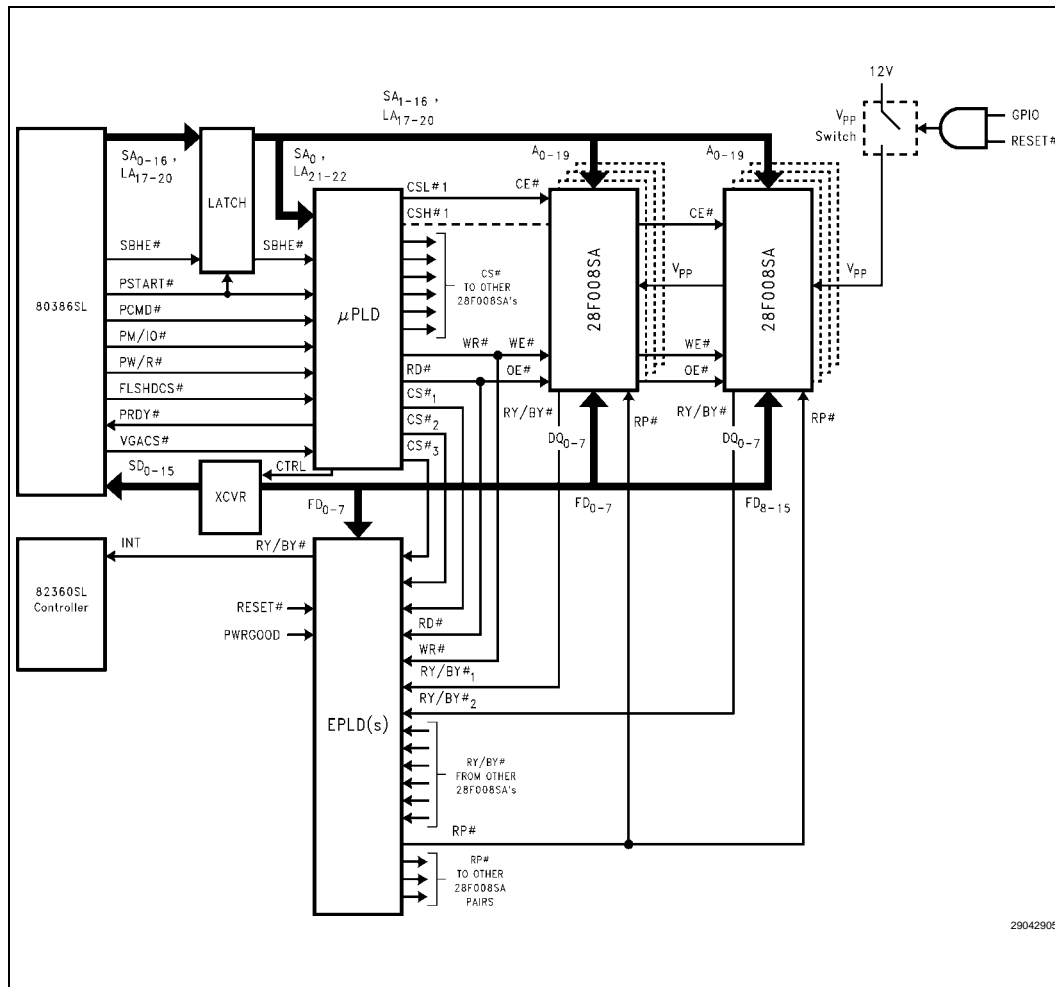 SA1-16 ,
LA17-20
12V
VPP
Switch
GPIO
RESET#
SA0-16,
LA17-20
LATCH
SA0 ,
LA21-22
A0-19
A0-19
CSL#1
CE#
CSH#1
CE#
SBHE#
SBHE#
CS#
TO OTHER
28F008SA's
VPP
VPP
80386SL
PSTART#
PCMD#
PM/IO#
PW/R#
FLSHDCS#
PRDY#
VGACS#
μPLD
28F008SA
28F008SA
WR#
WE#
WE#
RD#
OE#
OE#
CS#1
CS#2
CS#3
RY/BY#
RP#
RY/BY#
RP#
DQ0-7
DQ0-7
SD0-15
XCVR
CTRL
FD0-7
FD0-7
FD8-15
INT
RY/BY#
82360SL
Controller
RESET#
PWRGOOD
RD#
WR#
RY/BY#1
RY/BY#2
EPLD(s)
RY/BY#
FROM OTHER
28F008SA's
RP#
RP#
TO OTHER
28F008SA
PAIRS
29042905